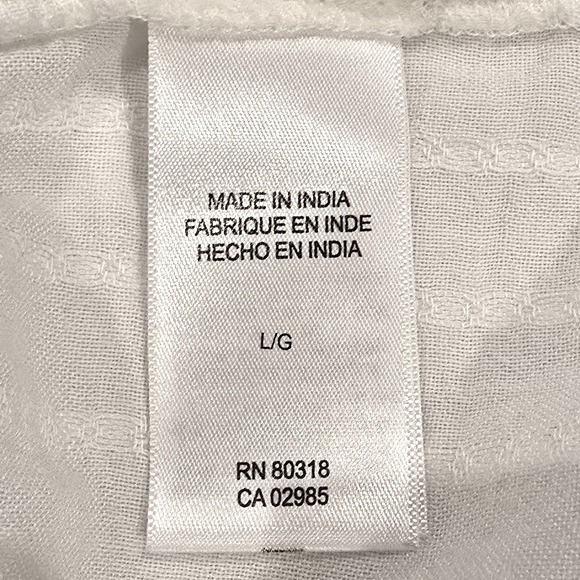 MADE IN INDIA
FABRIQUE EN INDE
HECHO EN INDIA
L/G
RN 80318
CA 02985